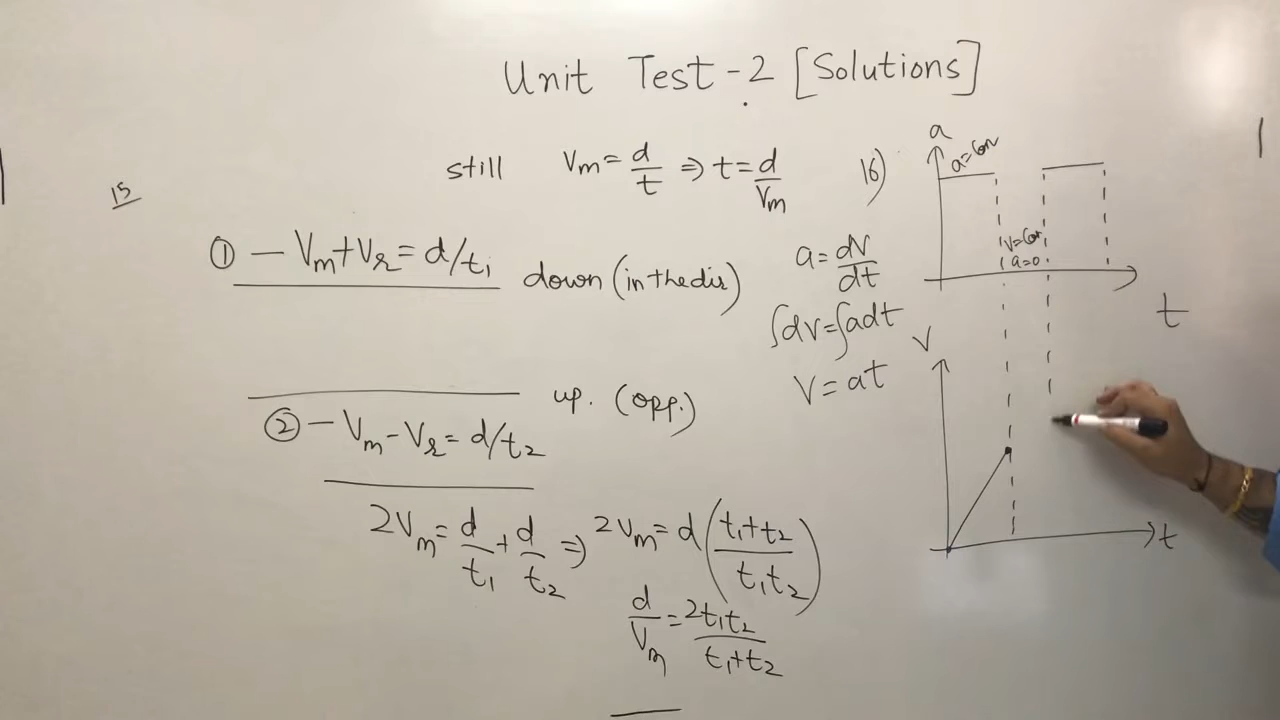 Unit Test-2 [Solutions]
15
still Vm = d/t ⇒ t = d/Vm
① – Vm+Vr = d/t1 down (in the dir)
up. (opp.)
② – Vm-Vr = d/t2
2Vm = d/t1 + d/t2 ⇒ 2Vm = d(t1+t2/t1t2)
d/Vm = 2t1t2/t1+t2
16)
a = dV/dt
∫dV = ∫adt
V = at
a
a=Con
V=Con
a=0
t
V
t